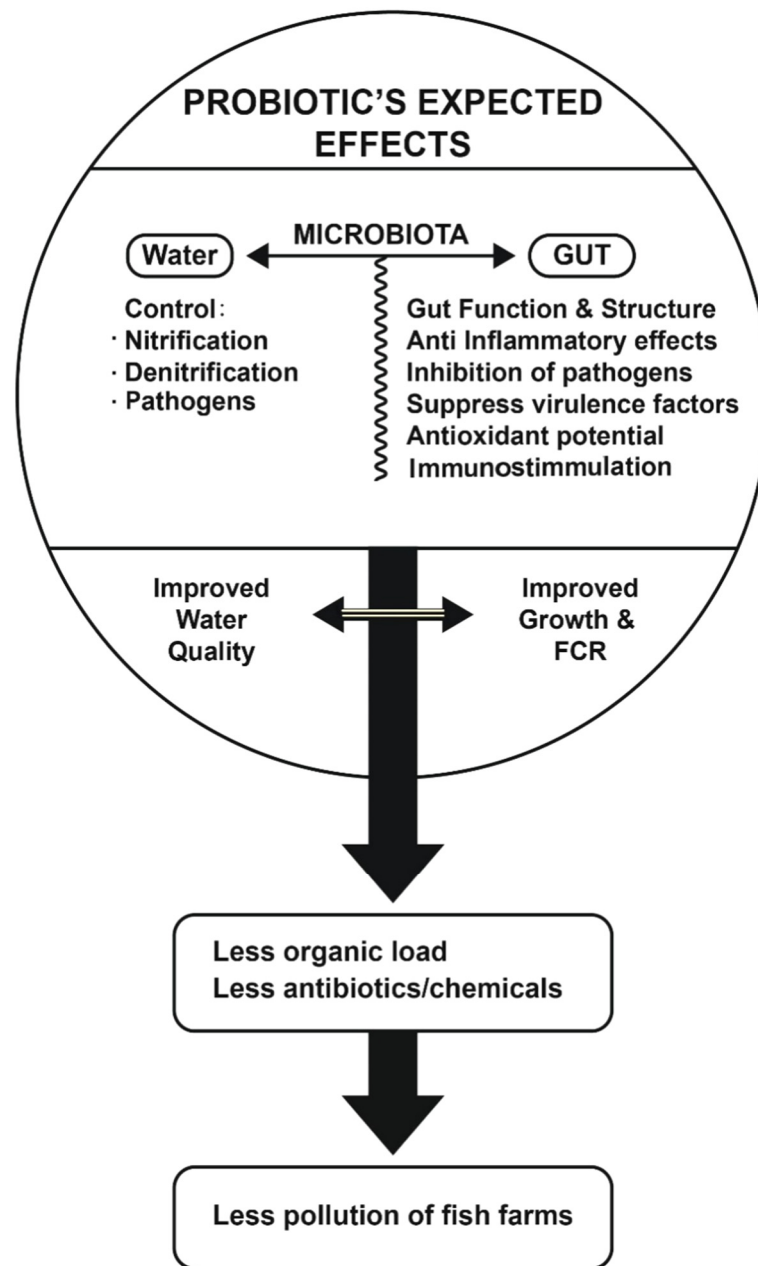 PROBIOTIC'S EXPECTED
EFFECTS
MICROBIOTA
Water
GUT
Control:
· Nitrification
· Denitrification
· Pathogens
Gut Function & Structure
Anti Inflammatory effects
Inhibition of pathogens
Suppress virulence factors
Antioxidant potential
Immunostimmulation
Improved
Water
Quality
Improved
Growth &
FCR
Less organic load
Less antibiotics/chemicals
Less pollution of fish farms